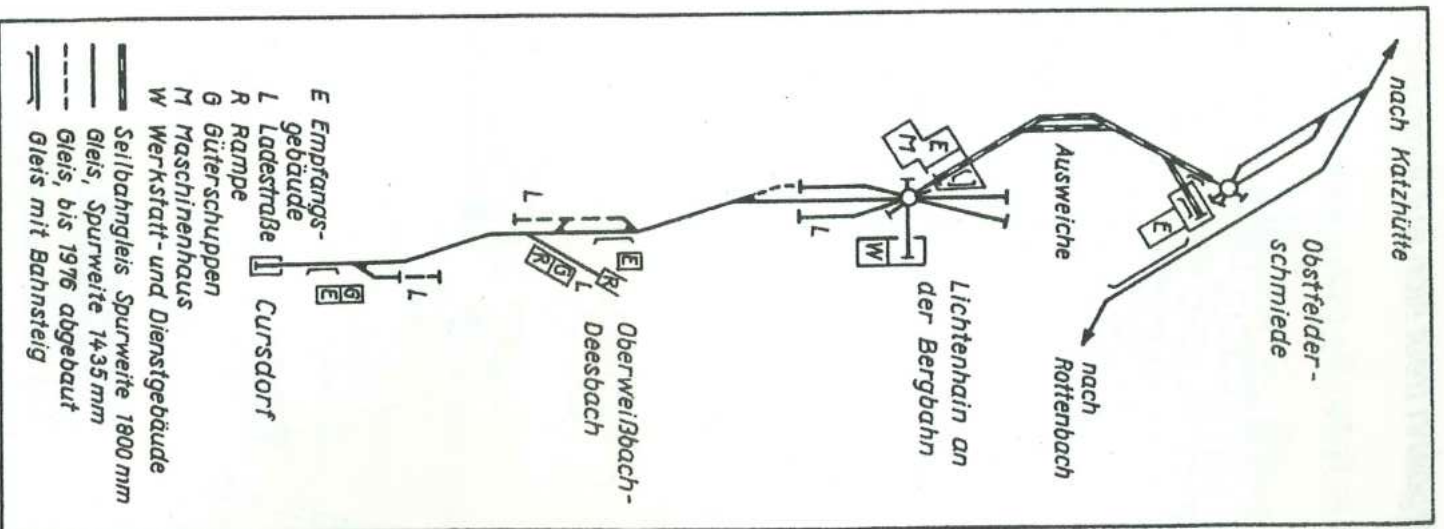 nach Katzhütte
Obstfelder-
schmiede
E
nach
Rottenbach
Ausweiche
E
M
Lichtenhain an
der Bergbahn
W
L
Oberweißbach-
Deesbach
E
R
L
G
R
L
L
G
E
Cursdorf
E Empfangs-
gebäude
L Ladestraße
R Rampe
G Güterschuppen
M Maschinenhaus
W Werkstatt- und Dienstgebäude
Seilbahngleis Spurweite 1800 mm
Gleis, Spurweite 1435 mm
Gleis, bis 1976 abgebaut
Gleis mit Bahnsteig